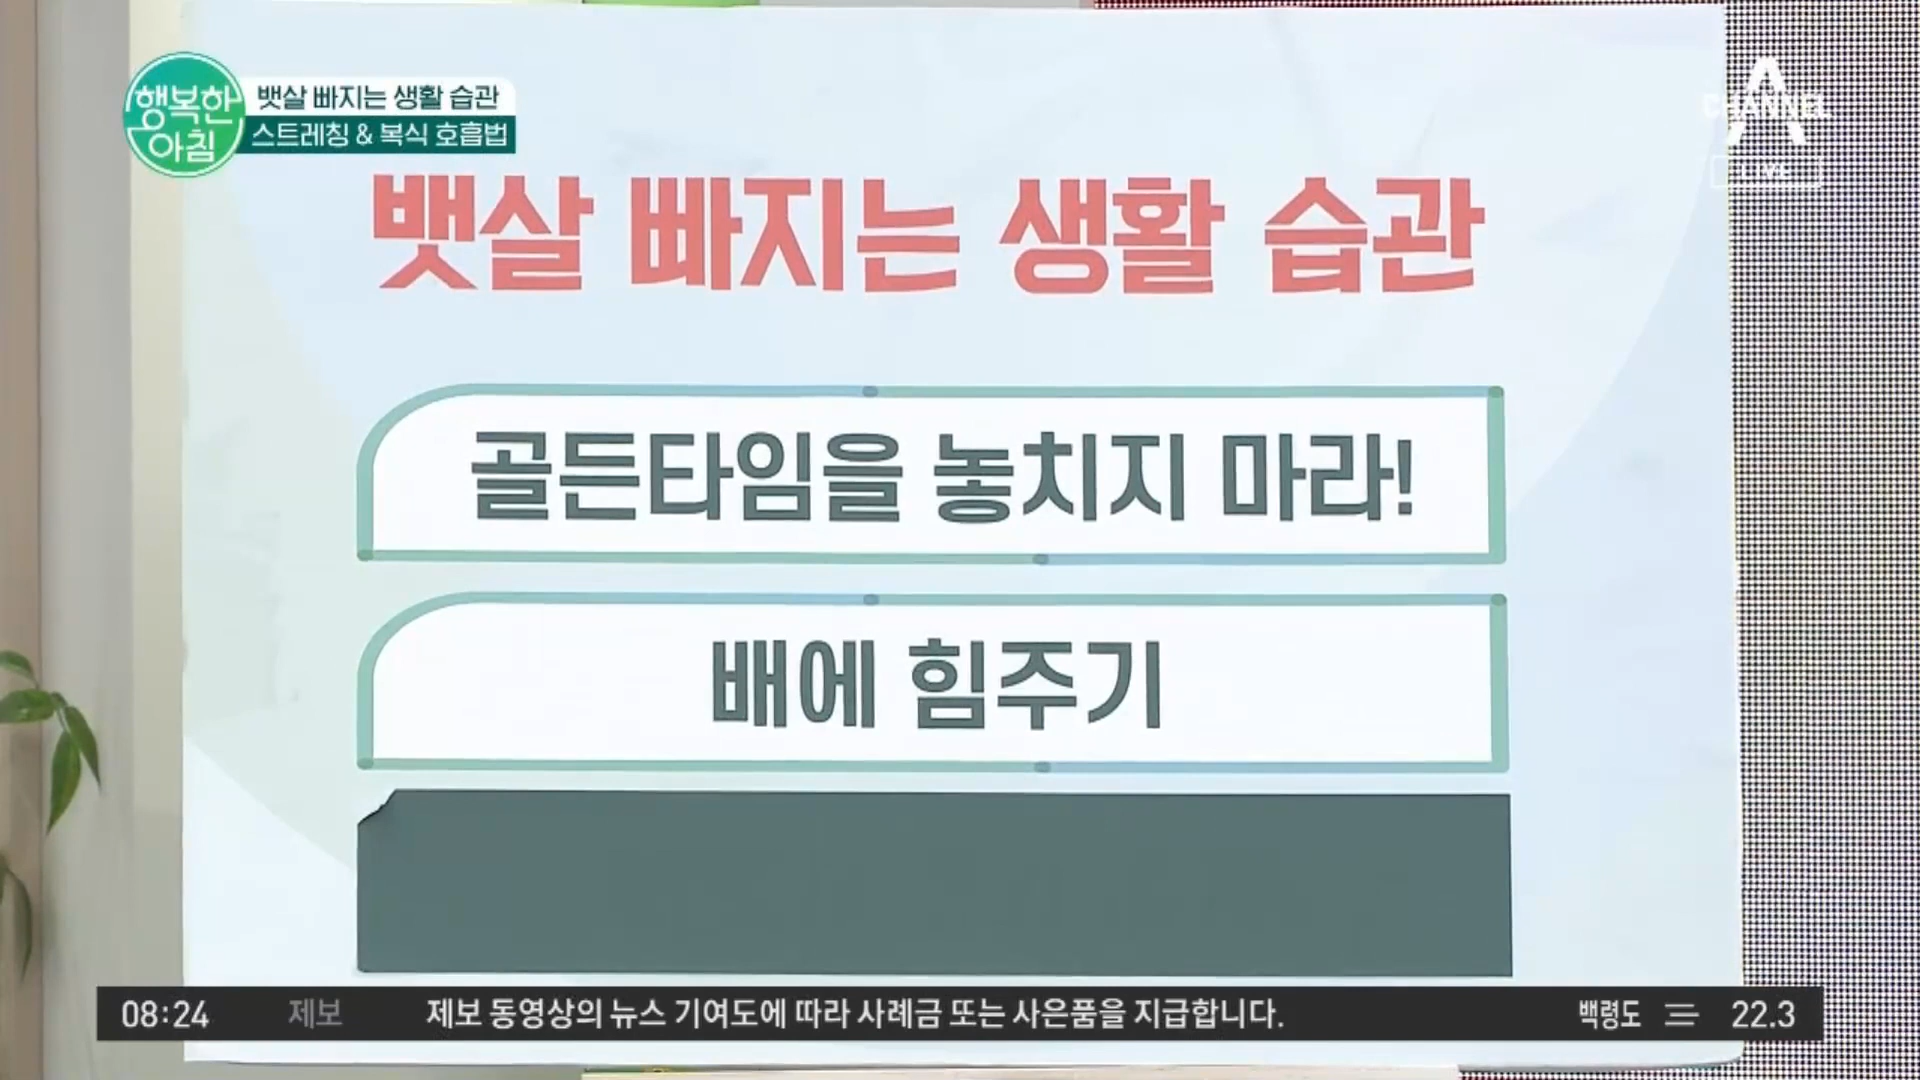 행복한
아침
뱃살 빠지는 생활 습관
스트레칭 & 복식 호흡법
CHANNEL A
LIVE
뱃살 빠지는 생활 습관
골든타임을 놓치지 마라!
배에 힘주기
08:24 제보 제보 동영상의 뉴스 기여도에 따라 사례금 또는 사은품을 지급합니다. 백령도 22.3